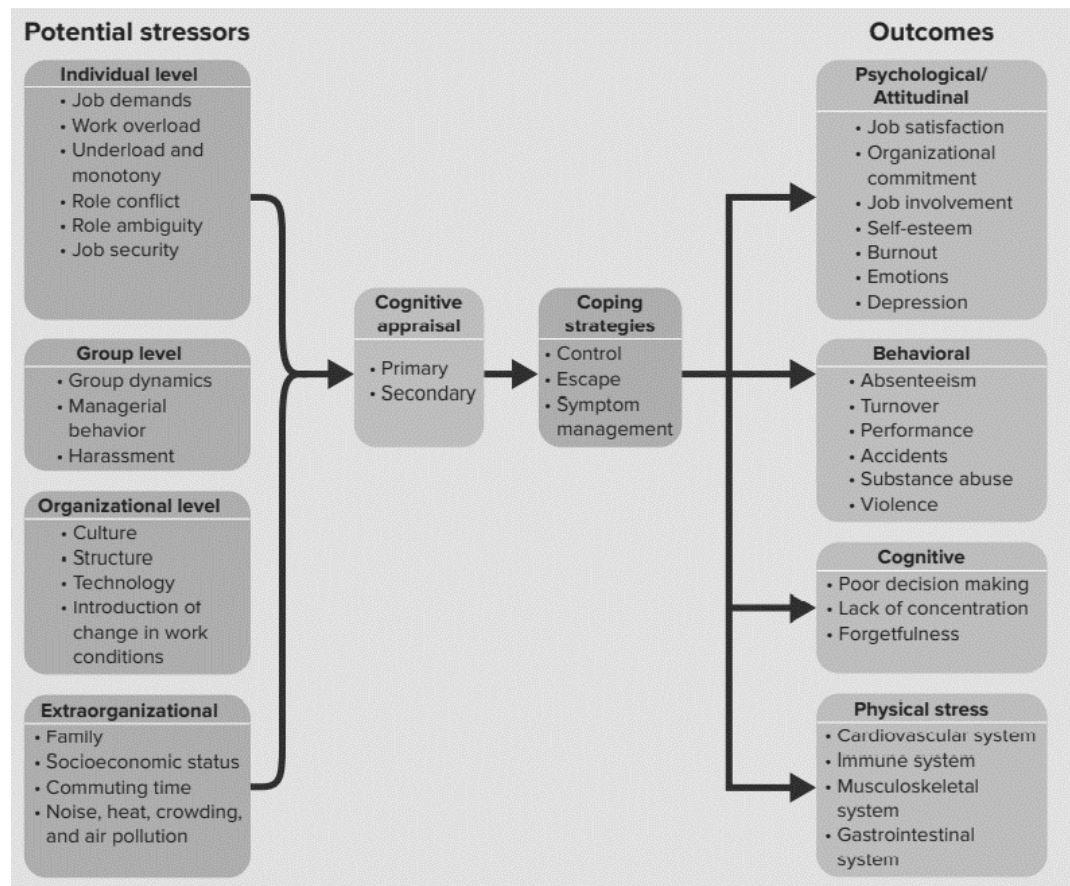 Potential stressors
Individual level
• Job demands
• Work overload
• Underload and
monotony
• Role conflict
• Role ambiguity
• Job security
Group level
• Group dynamics
• Managerial
behavior
• Harassment
Organizational level
• Culture
• Structure
• Technology
• Introduction of
change in work
conditions
Extraorganizational
• Family
• Socioeconomic status
• Commuting time
• Noise, heat, crowding,
and air pollution
Cognitive
appraisal
• Primary
• Secondary
Coping
strategies
• Control
• Escape
• Symptom
management
Outcomes
Psychological/
Attitudinal
• Job satisfaction
• Organizational
commitment
• Job involvement
• Self-esteem
• Burnout
• Emotions
• Depression
Behavioral
• Absenteeism
• Turnover
• Performance
• Accidents
• Substance abuse
• Violence
Cognitive
• Poor decision making
• Lack of concentration
• Forgetfulness
Physical stress
• Cardiovascular system
• Immune system
• Musculoskeletal
system
• Gastrointestinal
system